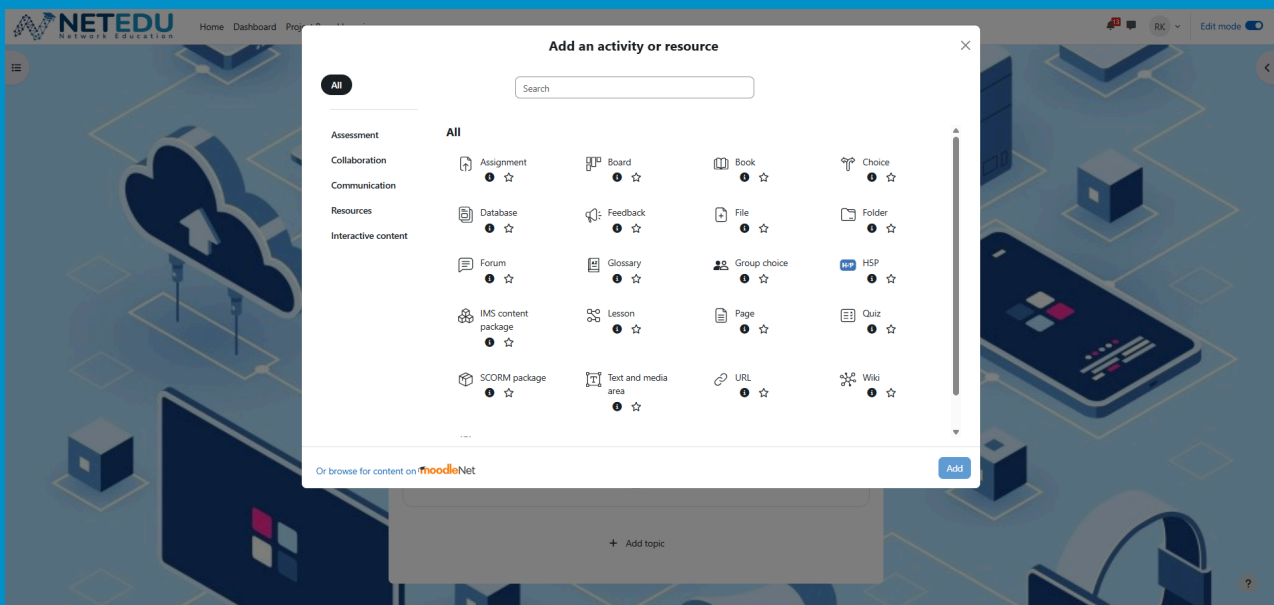 NETEDU
Network Education
Home Dashboard
13
RK
Edit mode
Add an activity or resource
All
Search
Assessment
Collaboration
Communication
Resources
Interactive content
All
Assignment
Board
Book
Choice
Database
Feedback
File
Folder
Forum
Glossary
Group choice
H-P H5P
IMS content
package
Lesson
Page
Quiz
SCORM package
Text and media
area
URL
Wiki
Or browse for content on moodleNet
Add
+ Add topic
?